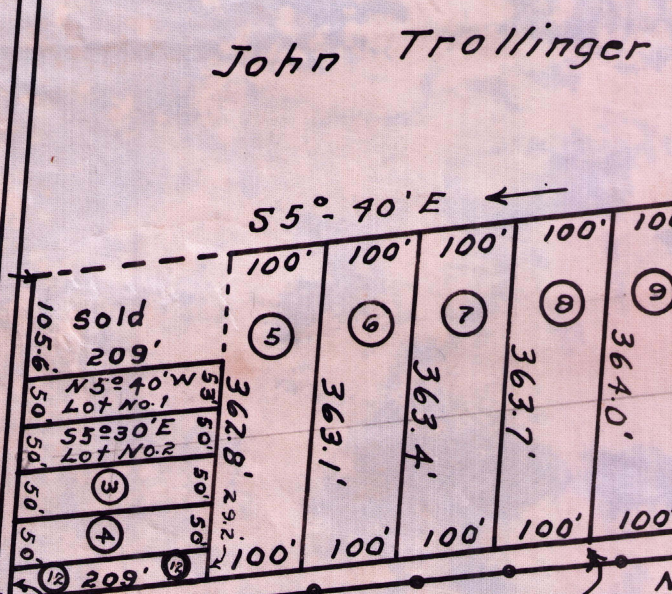 John Trollinger
S5°-40'E
100' 100' 100' 100' 100
Sold
105.6'
209'
5 6 7 8 9
N5°40'W
Lot No.1
50' 53'
S5°30'E
Lot No.2
50' 50'
362.8' 363.1' 363.4' 363.7' 364.0'
3
50' 50'
4
50' 50'
29.2'
100' 100' 100' 100' 100
12 209' 12
N